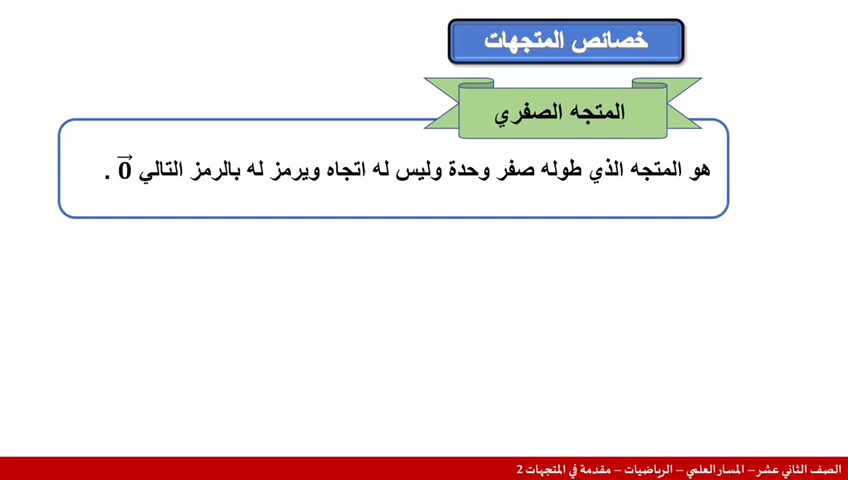 خصائص المتجهات
المتجه الصفري
هو المتجه الذي طوله صفر وحدة وليس له اتجاه ويرمز له بالرمز التالي 0⃗ .
الصف الثاني عشر – المسار العلمي – الرياضيات – مقدمة في المتجهات 2